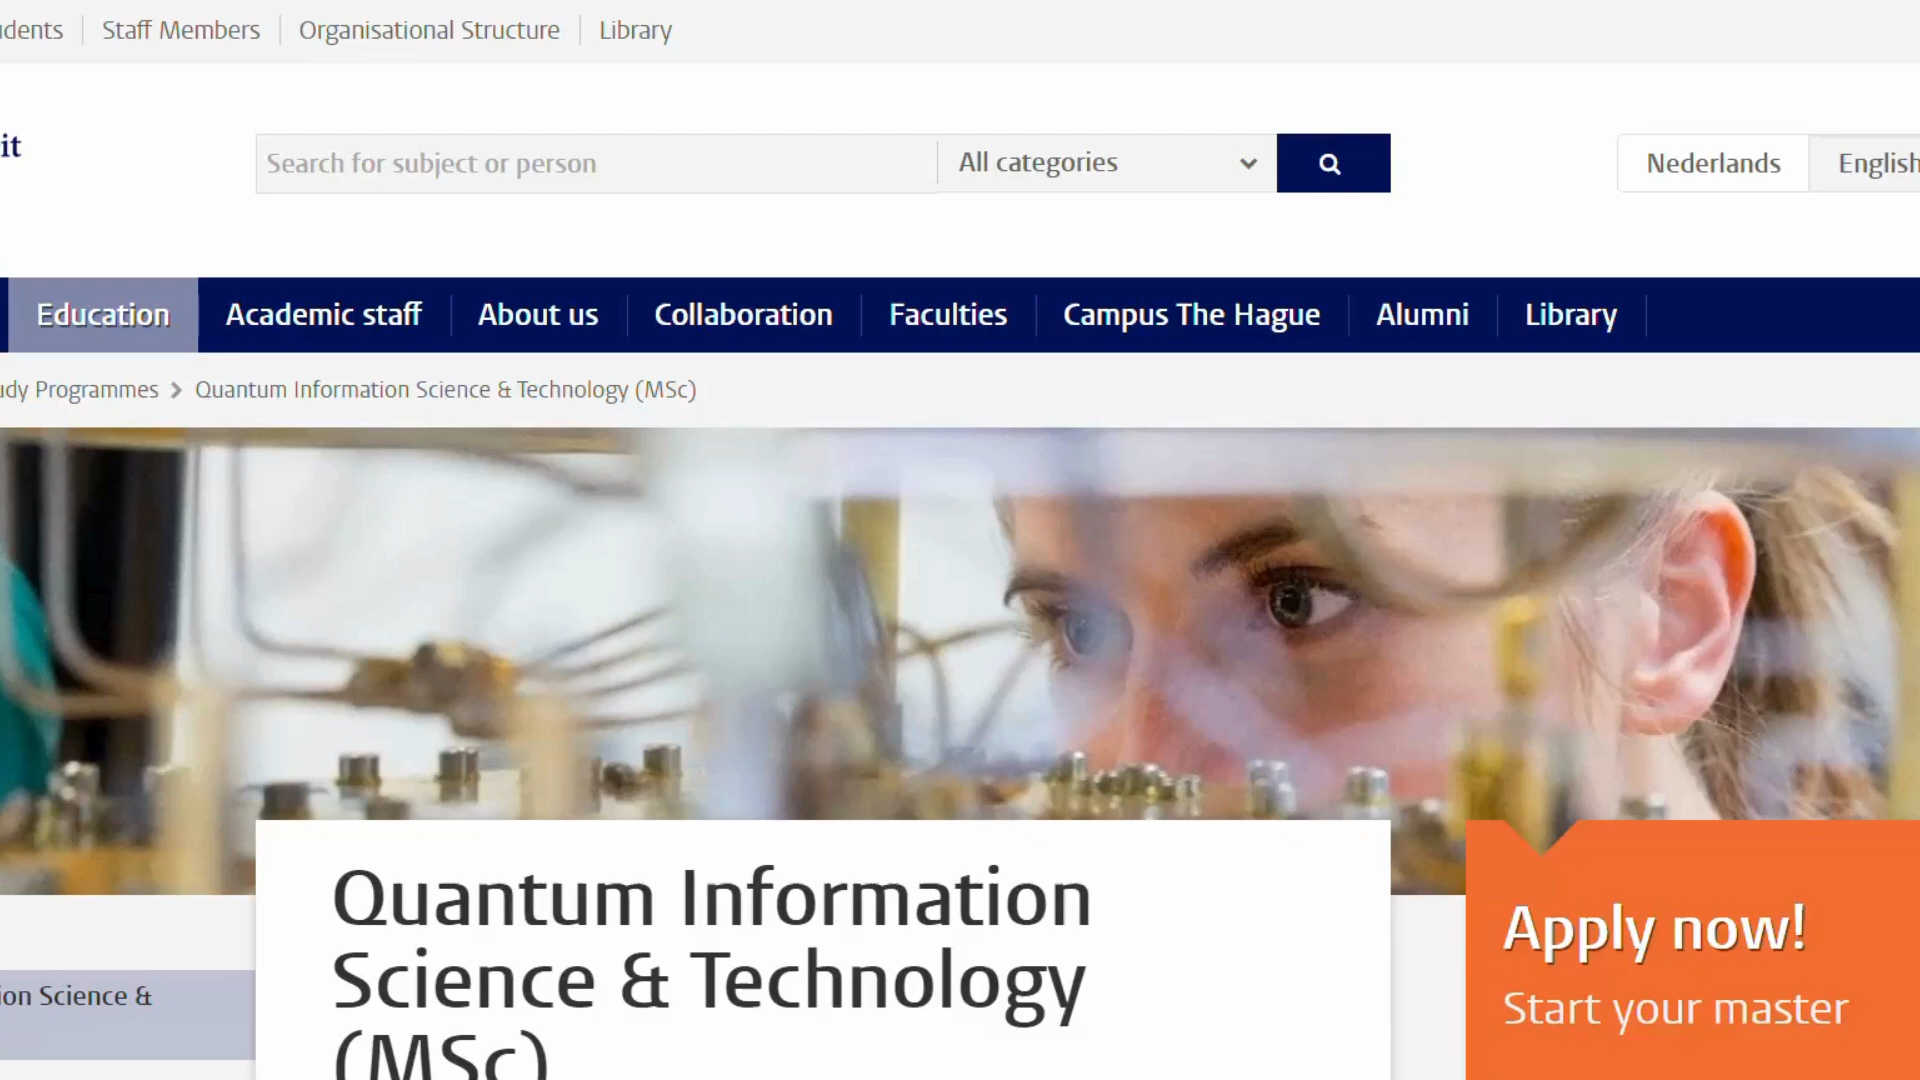 dents
Staff Members
Organisational Structure
Library
it
Search for subject or person
All categories
Nederlands
English
Education
Academic staff
About us
Collaboration
Faculties
Campus The Hague
Alumni
Library
dy Programmes > Quantum Information Science & Technology (MSc)
Quantum Information
Science & Technology
(MSc)
Apply now!
Start your master
ion Science &